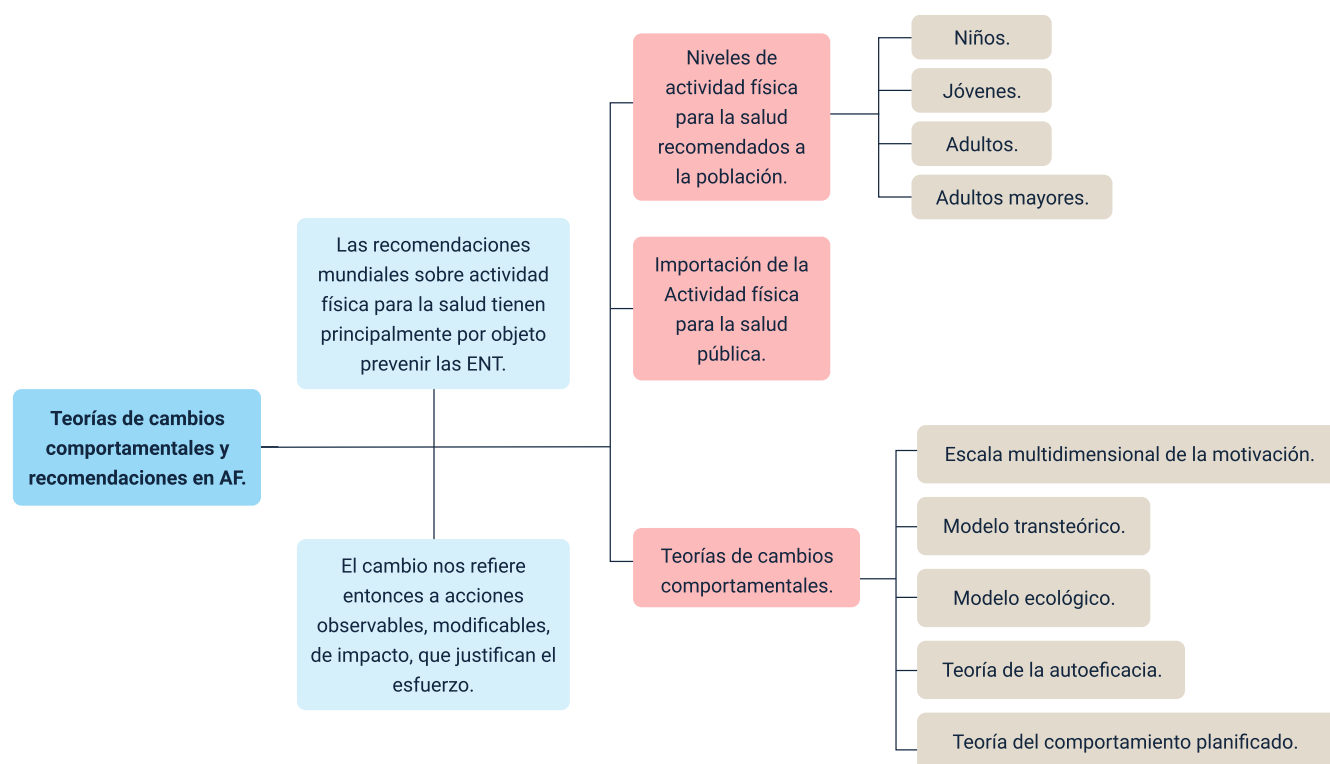 Teorías de cambios
comportamentales y
recomendaciones en AF.
Las recomendaciones
mundiales sobre actividad
física para la salud tienen
principalmente por objeto
prevenir las ENT.
El cambio nos refiere
entonces a acciones
observables, modificables,
de impacto, que justifican el
esfuerzo.
Niveles de
actividad física
para la salud
recomendados a
la población.
Niños.
Jóvenes.
Adultos.
Adultos mayores.
Importación de la
Actividad física
para la salud
pública.
Teorías de cambios
comportamentales.
Escala multidimensional de la motivación.
Modelo transteórico.
Modelo ecológico.
Teoría de la autoeficacia.
Teoría del comportamiento planificado.